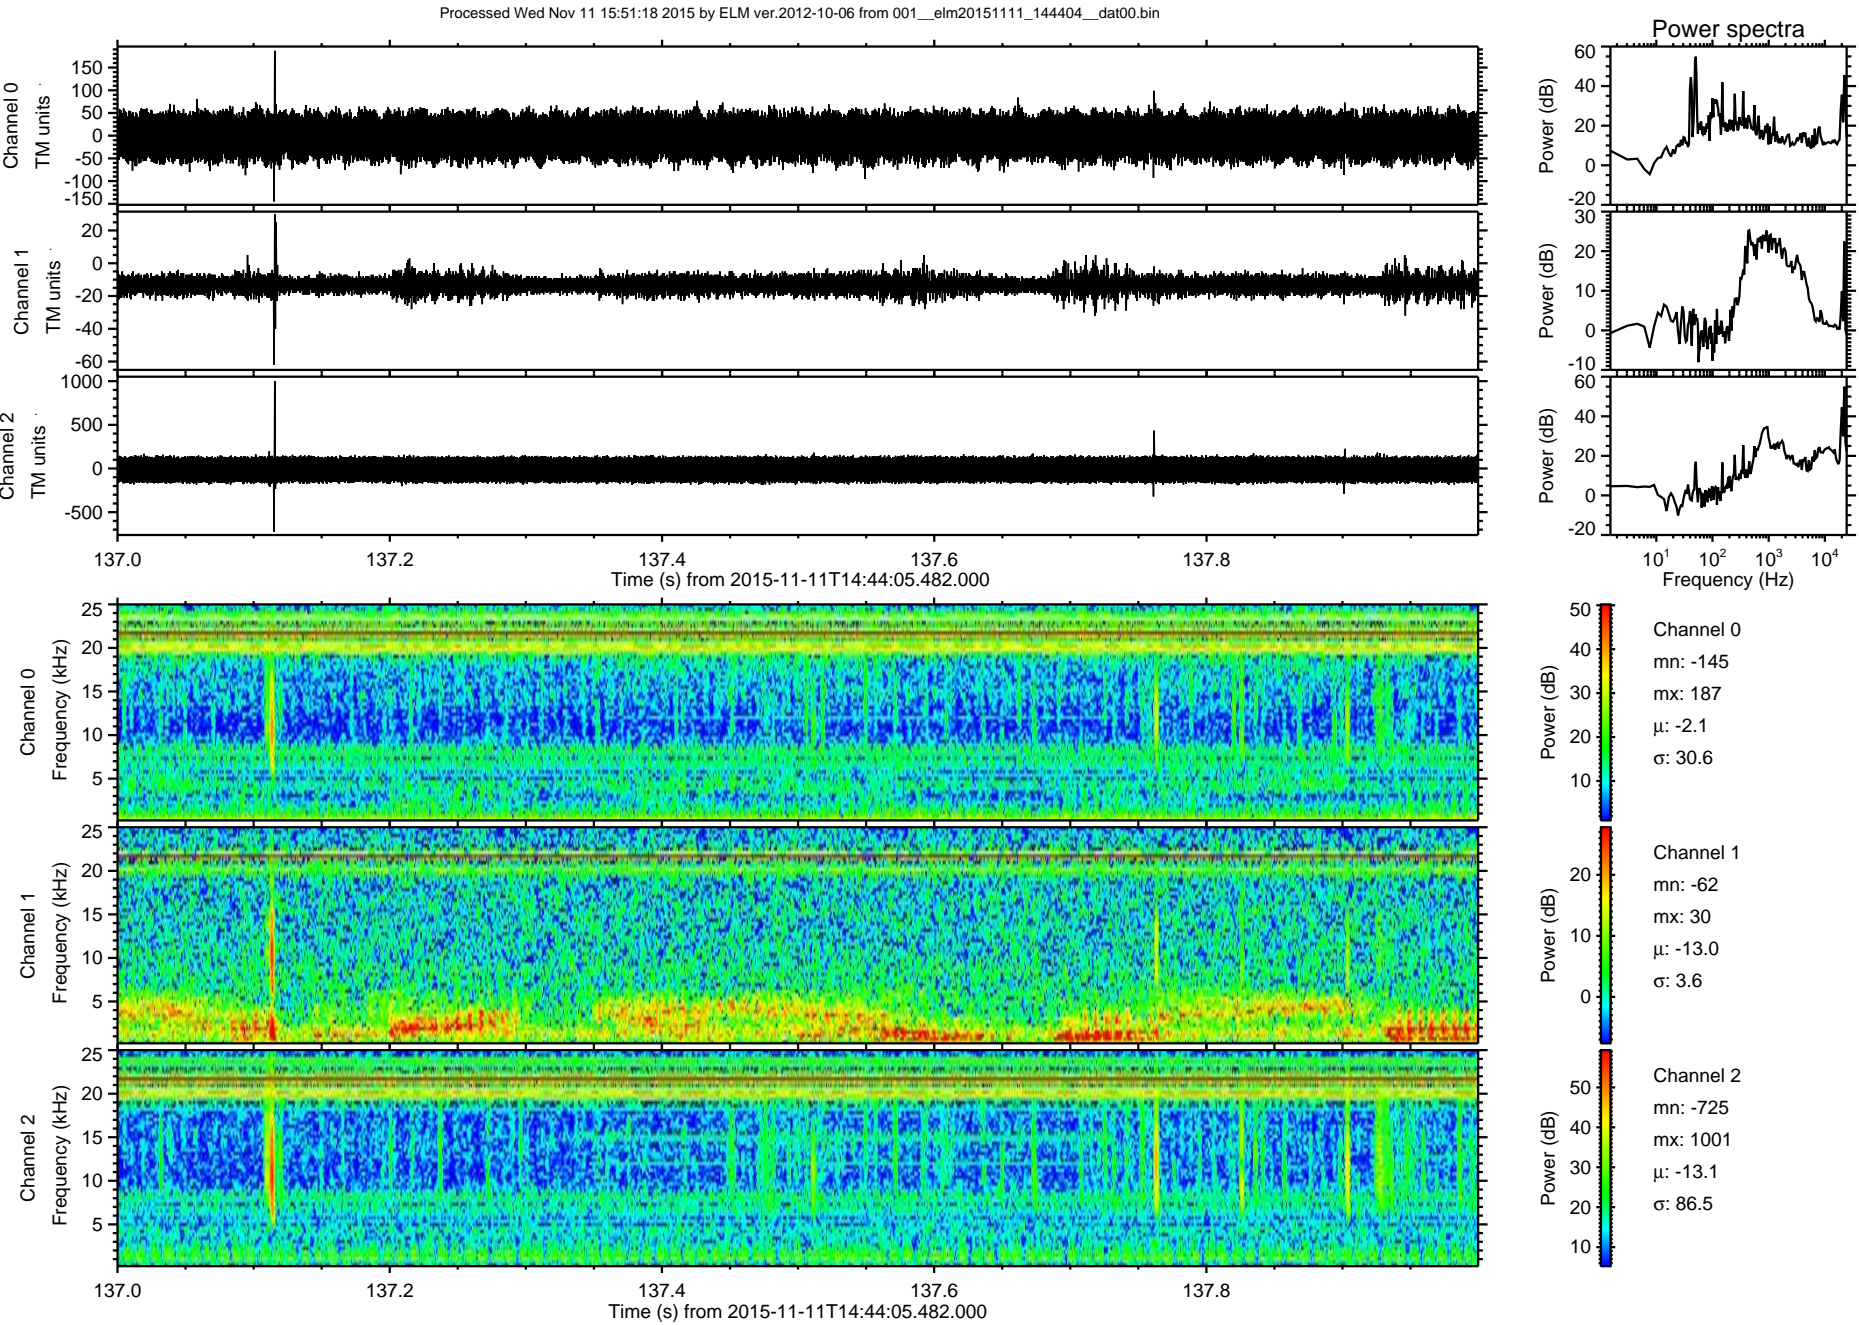 Processed Wed Nov 11 15:51:18 2015 by ELM ver.2012-10-06 from 001__elm20151111_144404__dat00.bin
Power spectra
Channel 0
TM units
150
100
50
0
-50
-100
-150
Power (dB)
60
40
20
0
-20
Channel 1
TM units
20
0
-20
-40
-60
Power (dB)
30
20
10
0
-10
Channel 2
TM units
1000
500
0
-500
Power (dB)
60
40
20
0
-20
137.0 137.2 137.4 137.6 137.8
Time (s) from 2015-11-11T14:44:05.482.000
10¹ 10² 10³ 10⁴
Frequency (Hz)
Channel 0
Frequency (kHz)
25
20
15
10
5
Power (dB)
50
40
30
20
10
Channel 0
mn: -145
mx: 187
μ: -2.1
σ: 30.6
Channel 1
Frequency (kHz)
25
20
15
10
5
Power (dB)
20
10
0
Channel 1
mn: -62
mx: 30
μ: -13.0
σ: 3.6
Channel 2
Frequency (kHz)
25
20
15
10
5
Power (dB)
50
40
30
20
10
Channel 2
mn: -725
mx: 1001
μ: -13.1
σ: 86.5
137.0 137.2 137.4 137.6 137.8
Time (s) from 2015-11-11T14:44:05.482.000